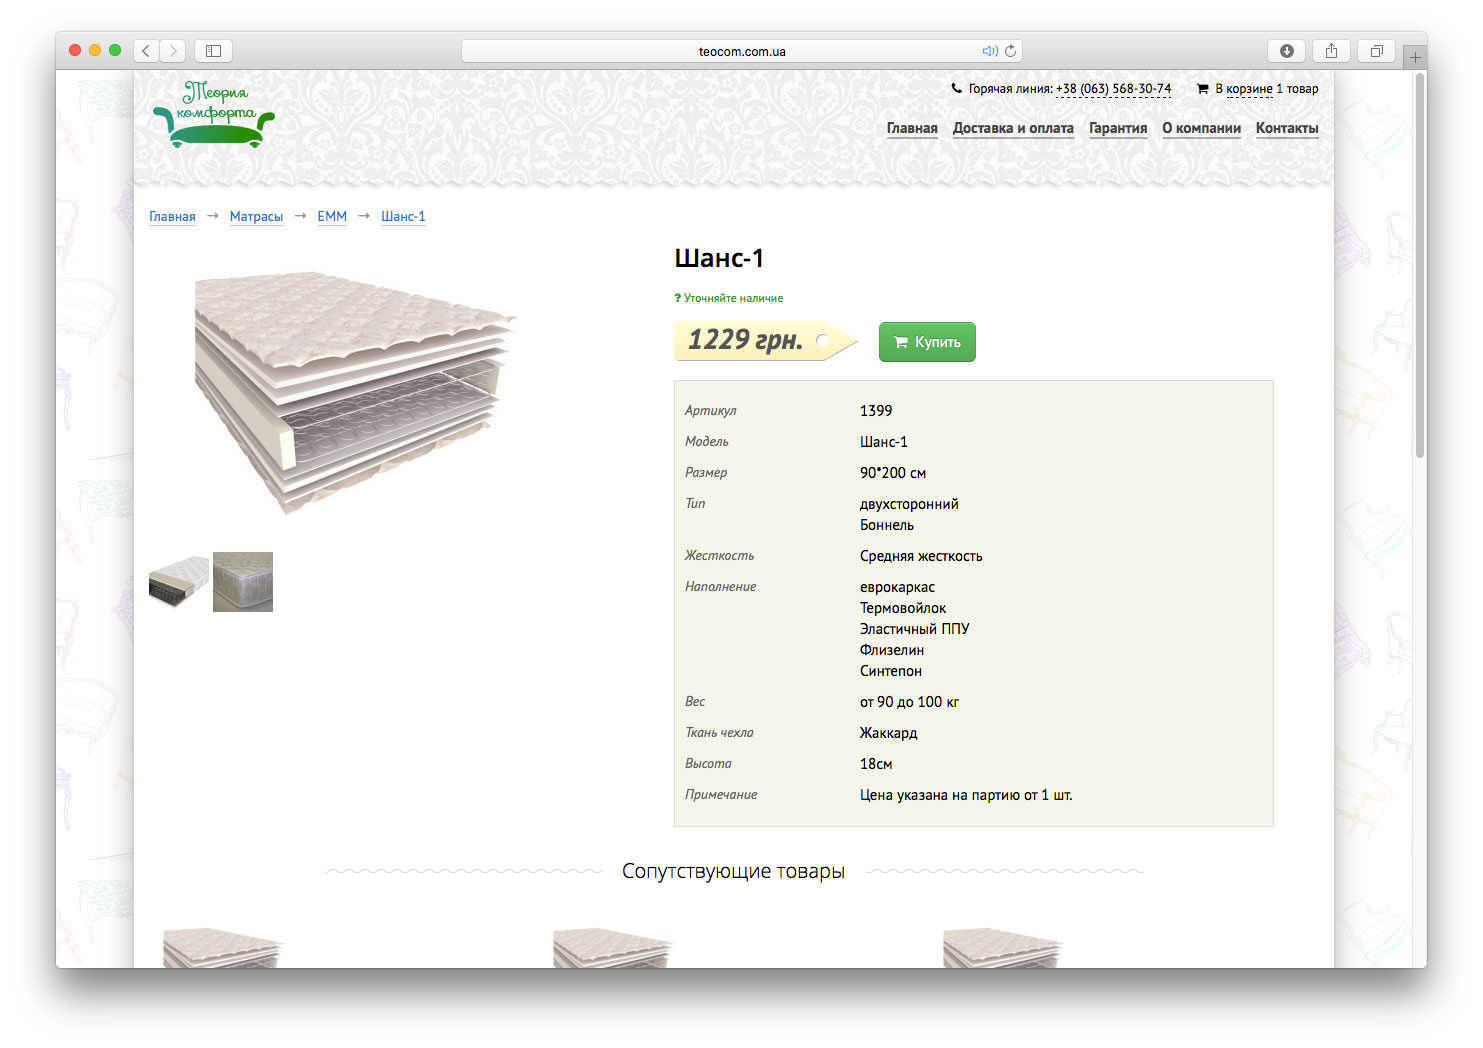 teocom.com.ua
Теория
комфорта
Горячая линия: +38 (063) 568-30-74
В корзине 1 товар
Главная Доставка и оплата Гарантия О компании Контакты
Главная → Матрасы → ЕММ → Шанс-1
Шанс-1
? Уточняйте наличие
1229 грн.
Купить
Артикул 1399
Модель Шанс-1
Размер 90*200 см
Тип двухсторонний
Боннель
Жесткость Средняя жесткость
Наполнение еврокаркас
Термовойлок
Эластичный ППУ
Флизелин
Синтепон
Вес от 90 до 100 кг
Ткань чехла Жаккард
Высота 18см
Примечание Цена указана на партию от 1 шт.
Сопутствующие товары